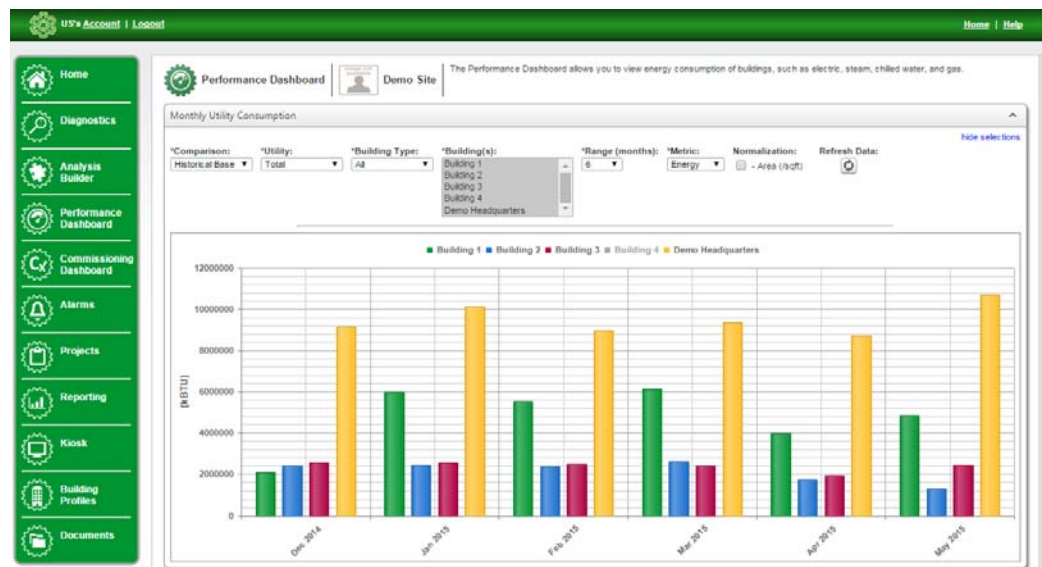 US's Account | Logout
Home | Help
Home
Diagnostics
Analysis
Builder
Performance
Dashboard
Commissioning
Dashboard
Alarms
Projects
Reporting
Kiosk
Building
Profiles
Documents
Performance Dashboard
Demo Site
The Performance Dashboard allows you to view energy consumption of buildings, such as electric, steam, chilled water, and gas.
Monthly Utility Consumption
hide selections
*Comparison: *Utility: *Building Type: *Building(s): *Range (months): *Metric: Normalization: Refresh Data:
Historical Base Total All 6 Energy - Area (/sqft)
Building 1
Building 2
Building 3
Building 4
Demo Headquarters
Building 1 Building 2 Building 3 Building 4 Demo Headquarters
12000000
10000000
8000000
6000000
4000000
2000000
0
(kBTU)
Dec 2014 Jan 2015 Feb 2015 Mar 2015 Apr 2015 May 2015